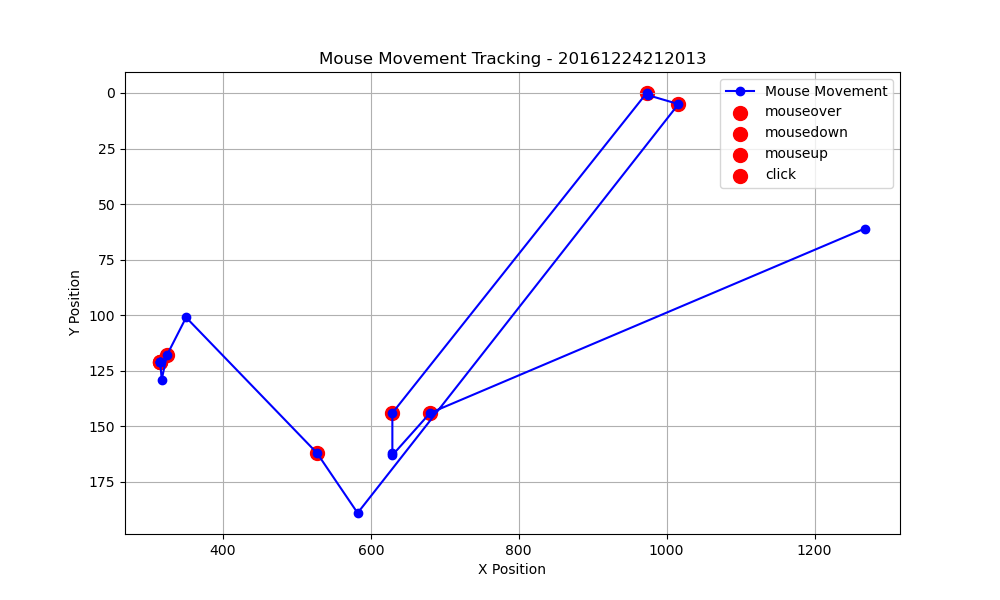 Mouse Movement Tracking - 20161224212013
Mouse Movement
mouseover
mousedown
mouseup
click
0
25
50
75
100
125
150
175
Y Position
400
600
800
1000
1200
X Position